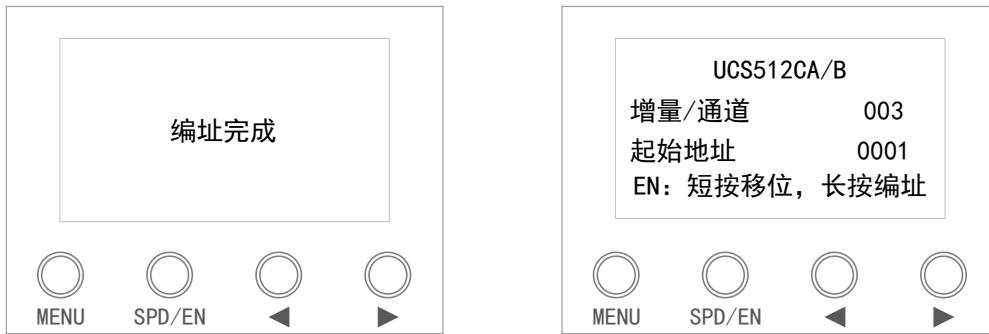 编址完成
MENU SPD/EN ◀ ▶
UCS512CA/B
增量/通道 003
起始地址 0001
EN: 短按移位，长按编址
MENU SPD/EN ◀ ▶